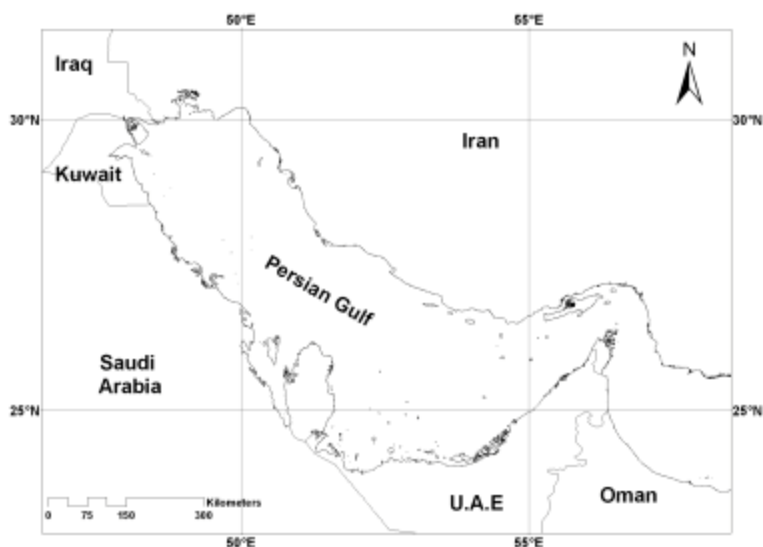 50°E 55°E
Iraq
N
30°N 30°N
Iran
Kuwait
Persian Gulf
Saudi
Arabia
25°N 25°N
Kilometers
0 75 150 300
U.A.E
Oman
50°E 55°E